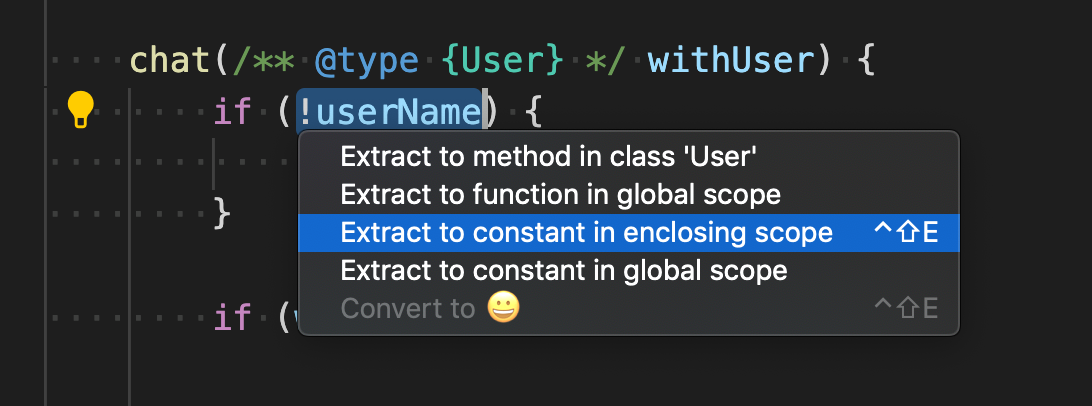 chat(/** @type {User} */ withUser) {
if (!userName) {
Extract to method in class 'User'
Extract to function in global scope
}
Extract to constant in enclosing scope ^⇧E
Extract to constant in global scope
Convert to 😀 ^⇧E
if (